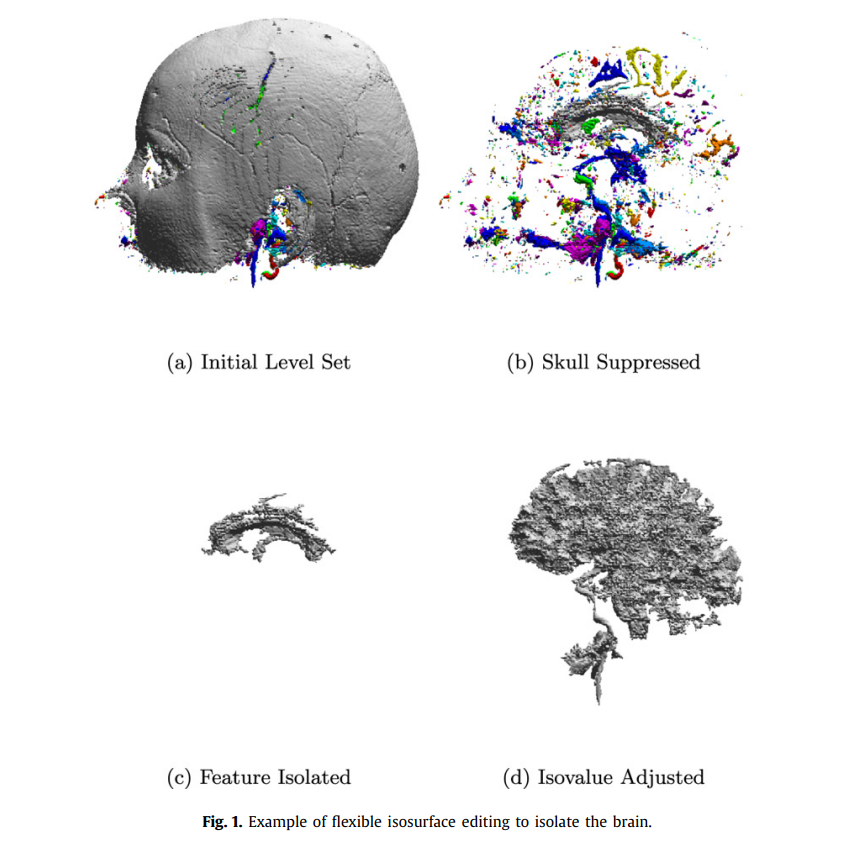 (a) Initial Level Set
(b) Skull Suppressed
(c) Feature Isolated
(d) Isovalue Adjusted
Fig. 1. Example of flexible isosurface editing to isolate the brain.